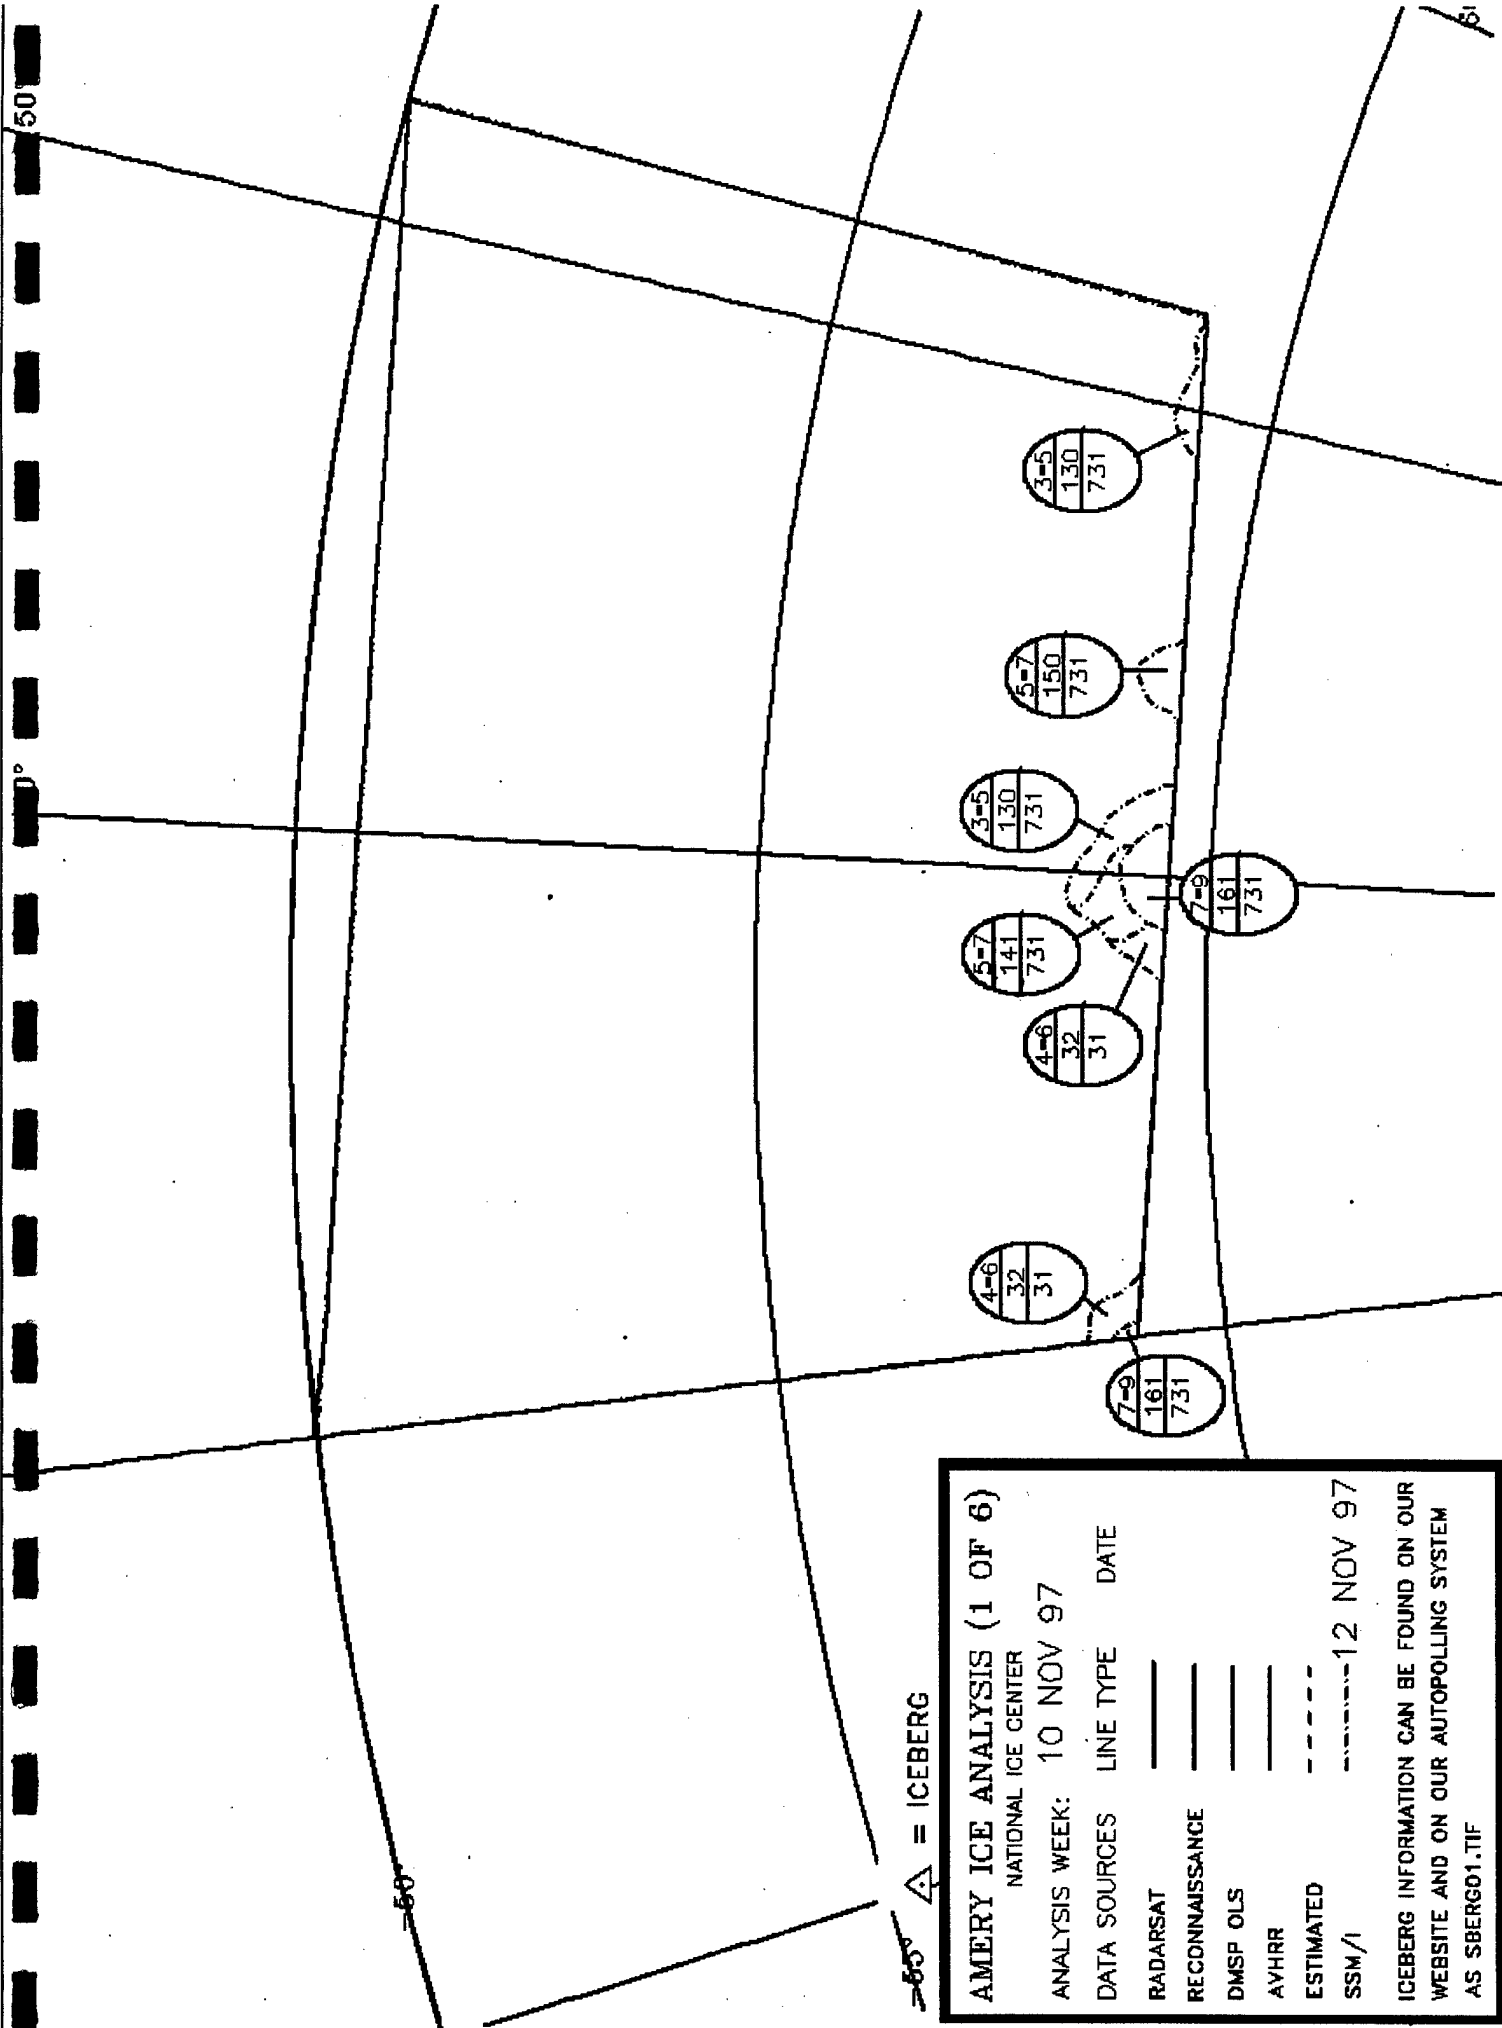 50
= ICEBERG
AMERY ICE ANALYSIS (1 OF 6)
NATIONAL ICE CENTER
ANALYSIS WEEK: 10 NOV 97
DATA SOURCES LINE TYPE DATE
RADARSAT
RECONNAISSANCE
DMSP OLS
AVHRR
ESTIMATED
SSM/I 12 NOV 97
ICEBERG INFORMATION CAN BE FOUND ON OUR
WEBSITE AND ON OUR AUTOPOLLING SYSTEM
AS SBERGD1.TIF
7-9
161
731
4-6
32
31
4-6
32
31
5-7
141
731
7-9
161
731
3-5
130
731
5-7
150
731
3-5
130
731